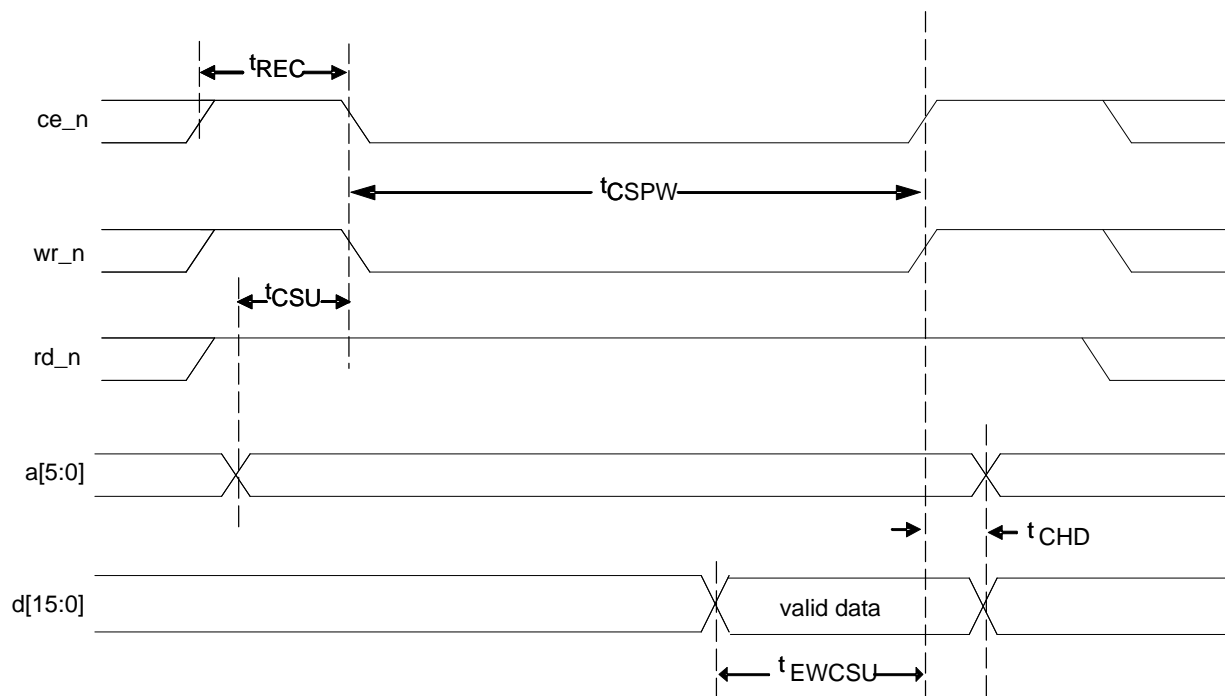 tREC
ce_n
tCSPW
wr_n
tCSU
rd_n
a[5:0]
tCHD
d[15:0]
valid data
tEWCSU